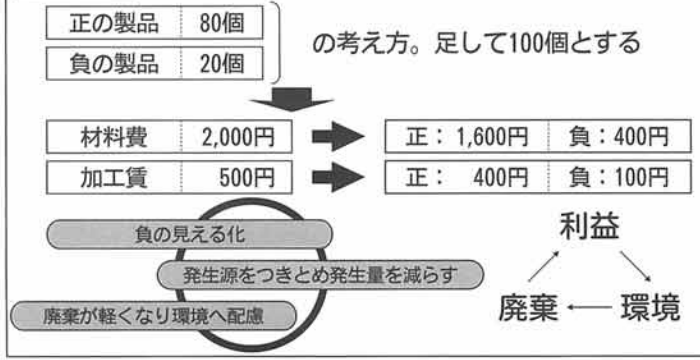 正の製品 80個
負の製品 20個
の考え方。足して100個とする
材料費 2,000円 正：1,600円 負：400円
加工賃 500円 正：400円 負：100円
負の見える化
発生源をつきとめ発生量を減らす
廃棄が軽くなり環境へ配慮
利益
廃棄 環境